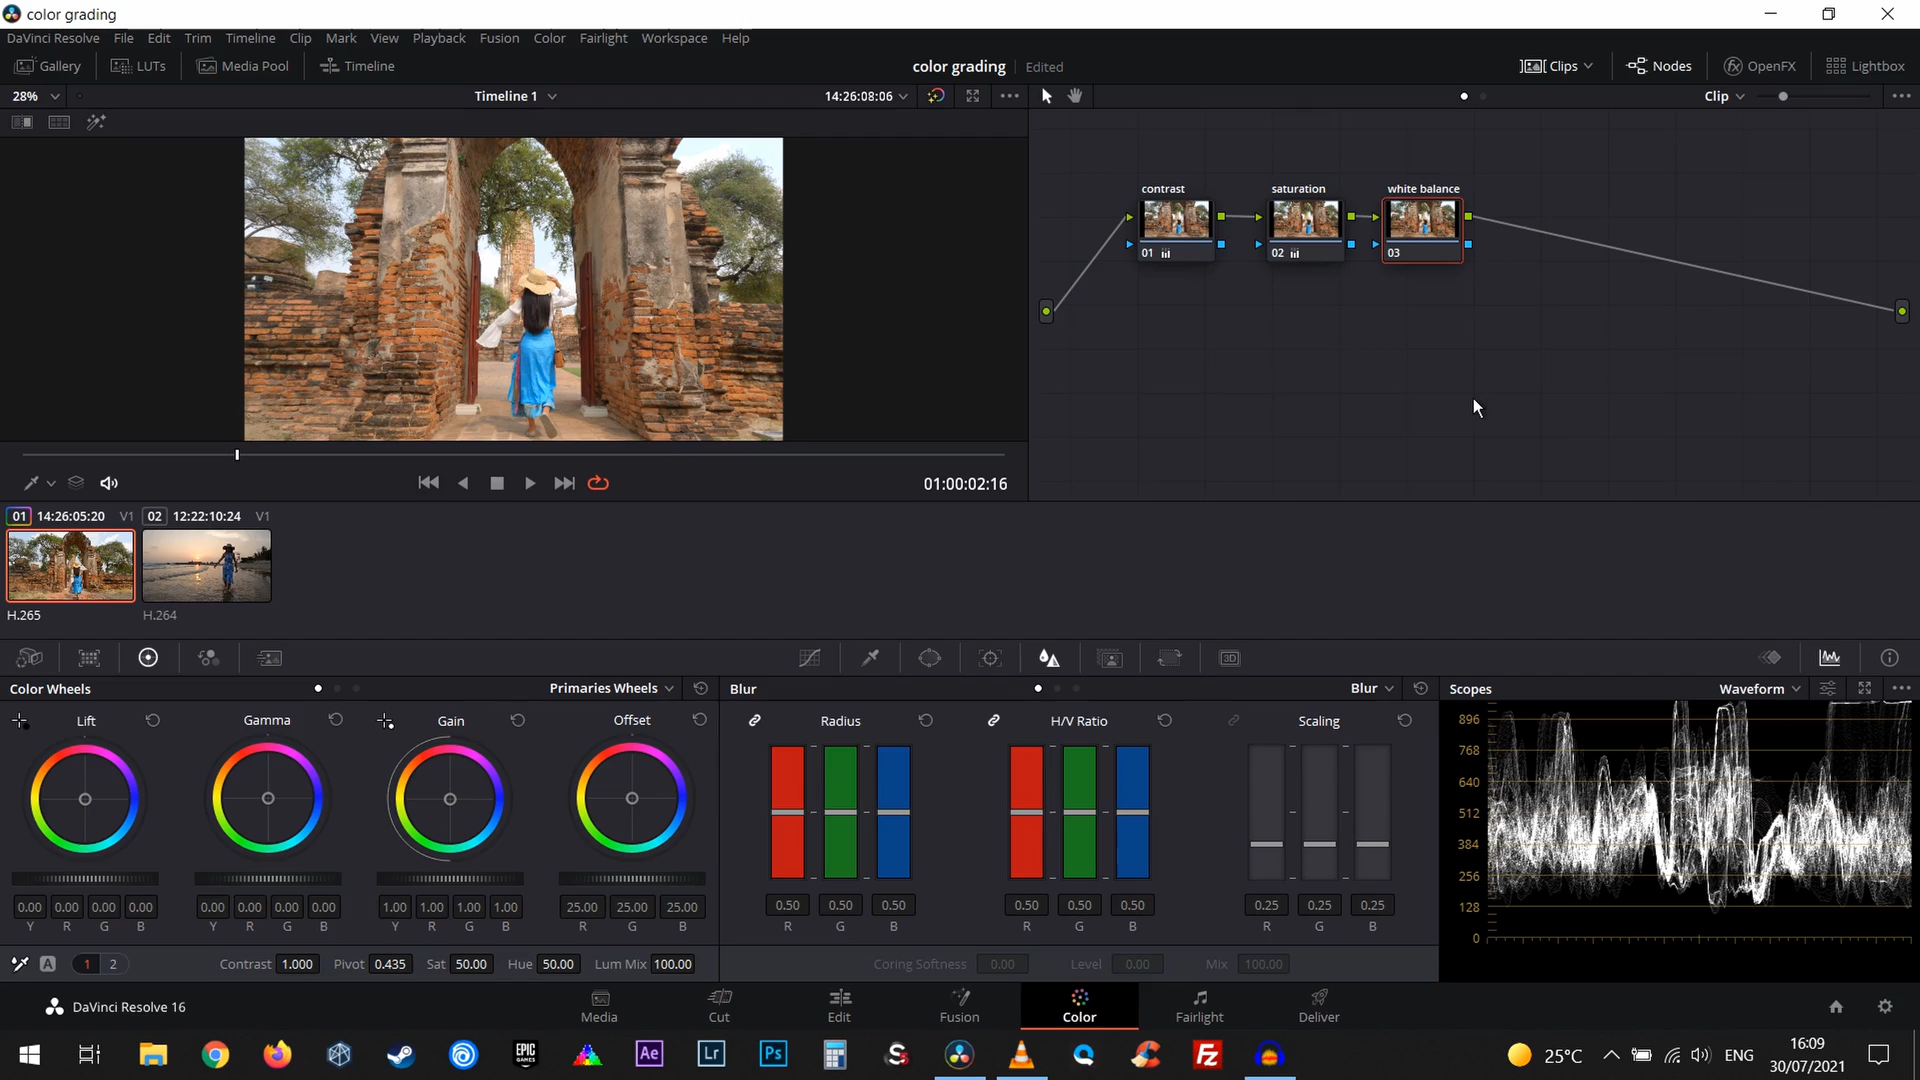 color grading
DaVinci Resolve File Edit Trim Timeline Clip Mark View Playback Fusion Color Fairlight Workspace Help
Gallery LUTs Media Pool Timeline color grading Edited Clips Nodes OpenFX Lightbox
28% Timeline 1 14:26:08:06 Clip
contrast saturation white balance
01 02 03
01:00:02:16
01 14:26:05:20 V1 02 12:22:10:24 V1
H.265 H.264
3D
Color Wheels Primaries Wheels Blur Blur Scopes Waveform
Lift Gamma Gain Offset Radius H/V Ratio Scaling
896
768
640
512
384
256
128
0
0.00 0.00 0.00 0.00 0.00 0.00 0.00 0.00 1.00 1.00 1.00 1.00 25.00 25.00 25.00 0.50 0.50 0.50 0.50 0.50 0.50 0.25 0.25 0.25
Y R G B Y R G B Y R G B R G B R G B R G B R G B
A 1 2 Contrast 1.000 Pivot 0.435 Sat 50.00 Hue 50.00 Lum Mix 100.00 Coring Softness 0.00 Level 0.00 Mix 100.00
DaVinci Resolve 16 Media Cut Edit Fusion Color Fairlight Deliver
EPIC GAMES Ae Lr Ps S Fz 25°C ENG 16:09
30/07/2021